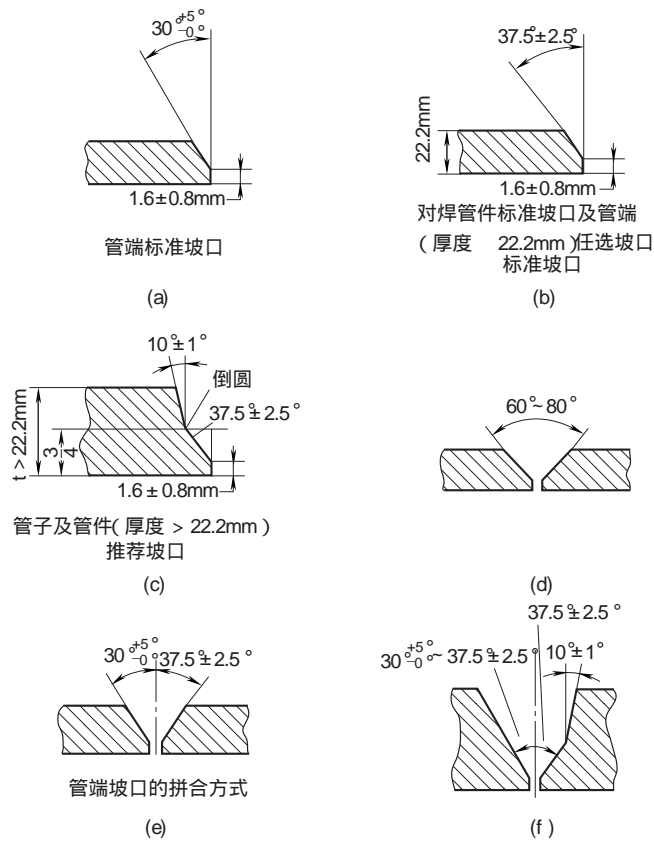 30°+5°-0°
1.6±0.8mm
管端标准坡口
(a)
37.5°±2.5°
22.2mm
1.6±0.8mm
对焊管件标准坡口及管端
(厚度 22.2mm)任选坡口
标准坡口
(b)
10°±1°
倒圆
37.5°±2.5°
t>22.2mm
3/4
1.6±0.8mm
管子及管件(厚度 > 22.2mm)
推荐坡口
(c)
60°~80°
(d)
30°+5°-0° 37.5°±2.5°
管端坡口的拼合方式
(e)
37.5°±2.5°
30°+5°-0°~37.5°±2.5° 10°±1°
(f)